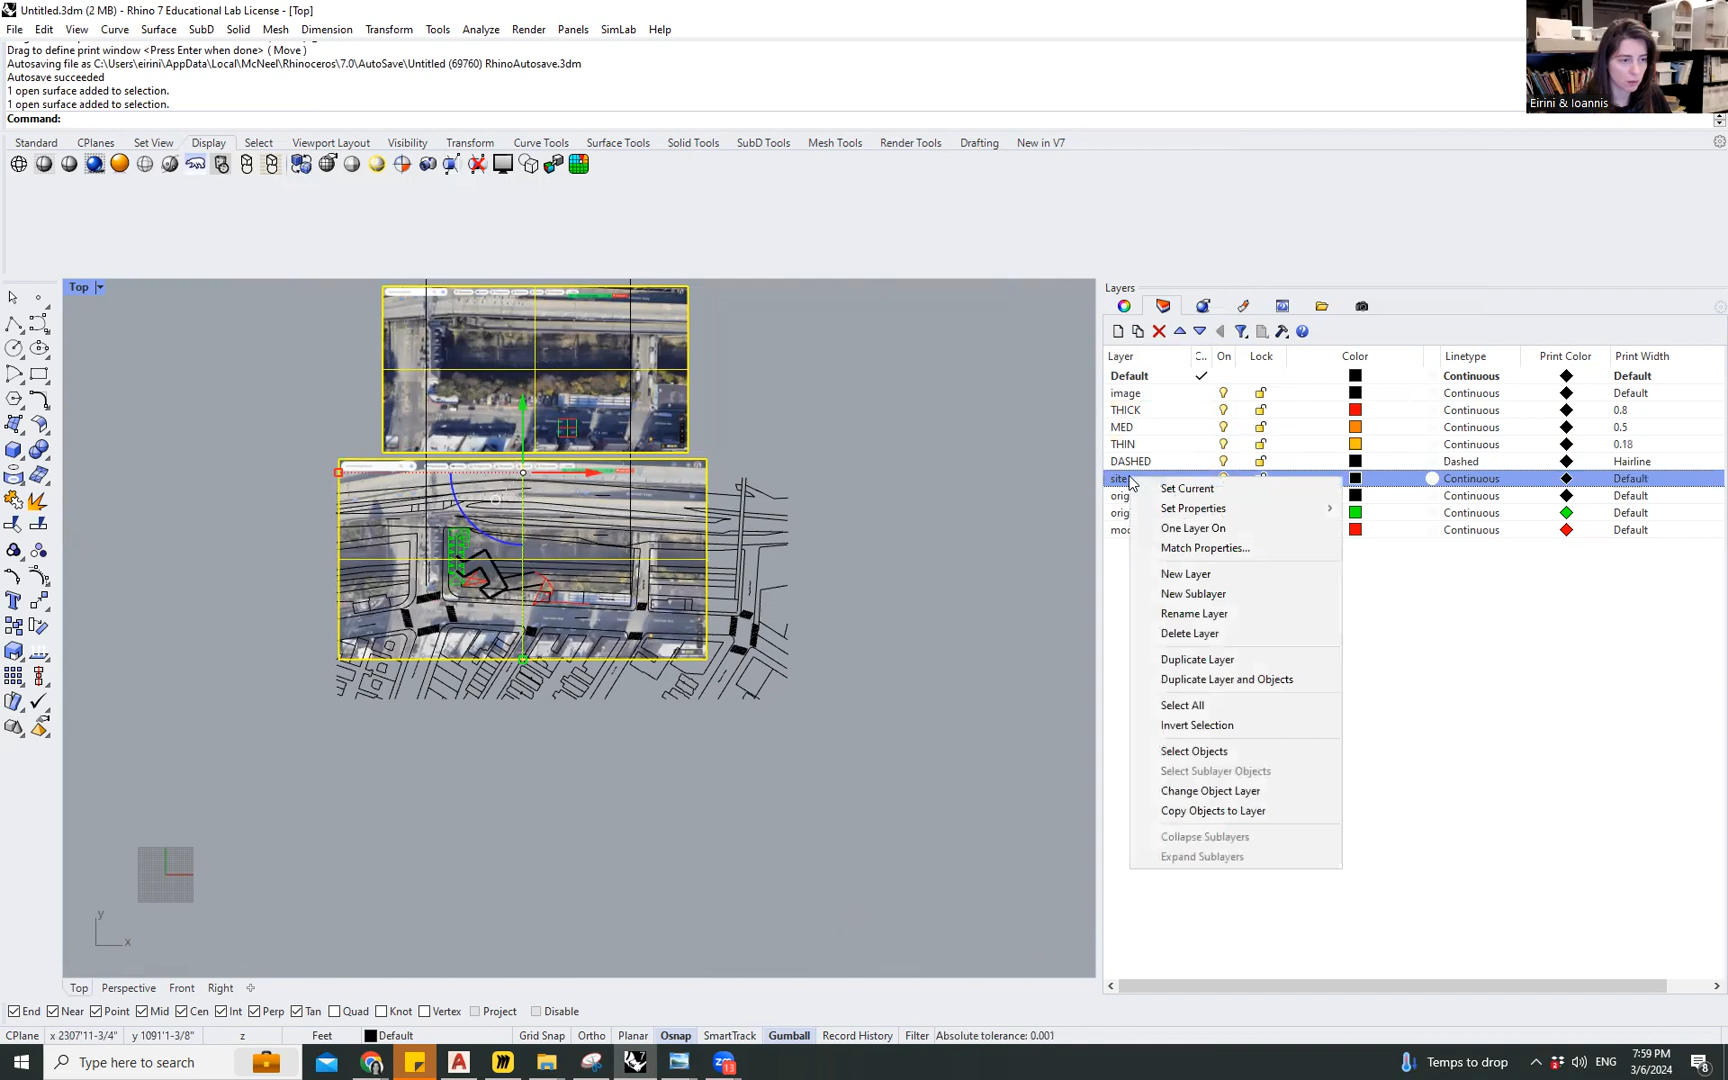 Untitled.3dm (2 MB) - Rhino 7 Educational Lab License - [Top]
File Edit View Curve Surface SubD Solid Mesh Dimension Transform Tools Analyze Render Panels SimLab Help
Drag to define print window <Press Enter when done> ( Move )
Autosaving file as C:\Users\eirini\AppData\Local\McNeel\Rhinoceros\7.0\AutoSave\Untitled (69760) RhinoAutosave.3dm
Autosave succeeded
1 open surface added to selection.
1 open surface added to selection.
Command:
Eirini & Ioannis
Standard CPlanes Set View Display Select Viewport Layout Visibility Transform Curve Tools Surface Tools Solid Tools SubD Tools Mesh Tools Render Tools Drafting New in V7
Top
Layers
Layer C.. On Lock Color Linetype Print Color Print Width
Default Continuous Default
image Continuous Default
THICK Continuous 0.8
MED Continuous 0.5
THIN Continuous 0.18
DASHED Dashed Hairline
site Continuous Default
orig Continuous Default
orig Continuous Default
moc Continuous Default
Set Current
Set Properties
One Layer On
Match Properties...
New Layer
New Sublayer
Rename Layer
Delete Layer
Duplicate Layer
Duplicate Layer and Objects
Select All
Invert Selection
Select Objects
Select Sublayer Objects
Change Object Layer
Copy Objects to Layer
Collapse Sublayers
Expand Sublayers
y
x
Top Perspective Front Right
End Near Point Mid Cen Int Perp Tan Quad Knot Vertex Project Disable
CPlane x 2307'11-3/4" y 1091'1-3/8" z Feet Default Grid Snap Ortho Planar Osnap SmartTrack Gumball Record History Filter Absolute tolerance: 0.001
Type here to search
13
Temps to drop
ENG
7:59 PM
3/6/2024
8